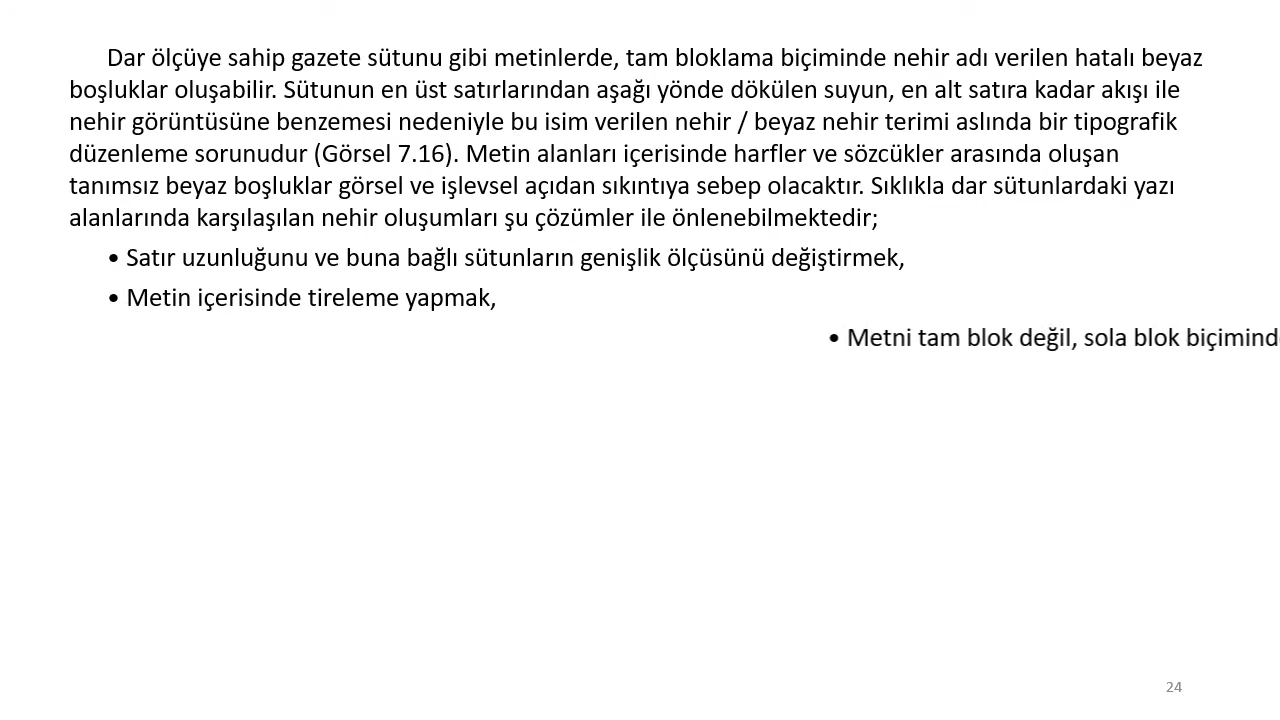 Dar ölçüye sahip gazete sütunu gibi metinlerde, tam bloklama biçiminde nehir adı verilen hatalı beyaz
boşluklar oluşabilir. Sütunun en üst satırlarından aşağı yönde dökülen suyun, en alt satıra kadar akışı ile
nehir görüntüsüne benzemesi nedeniyle bu isim verilen nehir / beyaz nehir terimi aslında bir tipografik
düzenleme sorunudur (Görsel 7.16). Metin alanları içerisinde harfler ve sözcükler arasında oluşan
tanımsız beyaz boşluklar görsel ve işlevsel açıdan sıkıntıya sebep olacaktır. Sıklıkla dar sütunlardaki yazı
alanlarında karşılaşılan nehir oluşumları şu çözümler ile önlenebilmektedir;
• Satır uzunluğunu ve buna bağlı sütunların genişlik ölçüsünü değiştirmek,
• Metin içerisinde tireleme yapmak,
• Metni tam blok değil, sola blok
24